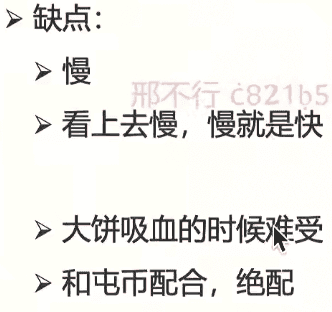 ➢ 缺点：
➢ 慢
邢不行 c821b5
➢ 看上去慢，慢就是快
➢ 大饼吸血的时候难受
➢ 和屯币配合，绝配